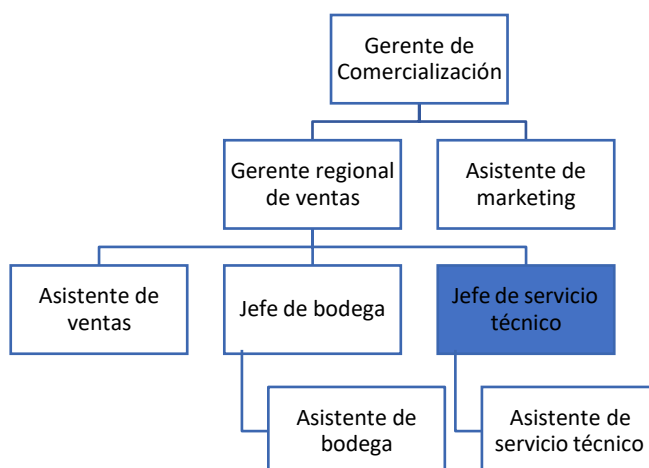 Gerente de
Comercialización
Gerente regional
de ventas
Asistente de
marketing
Asistente de
ventas
Jefe de bodega
Jefe de servicio
técnico
Asistente de
bodega
Asistente de
servicio técnico